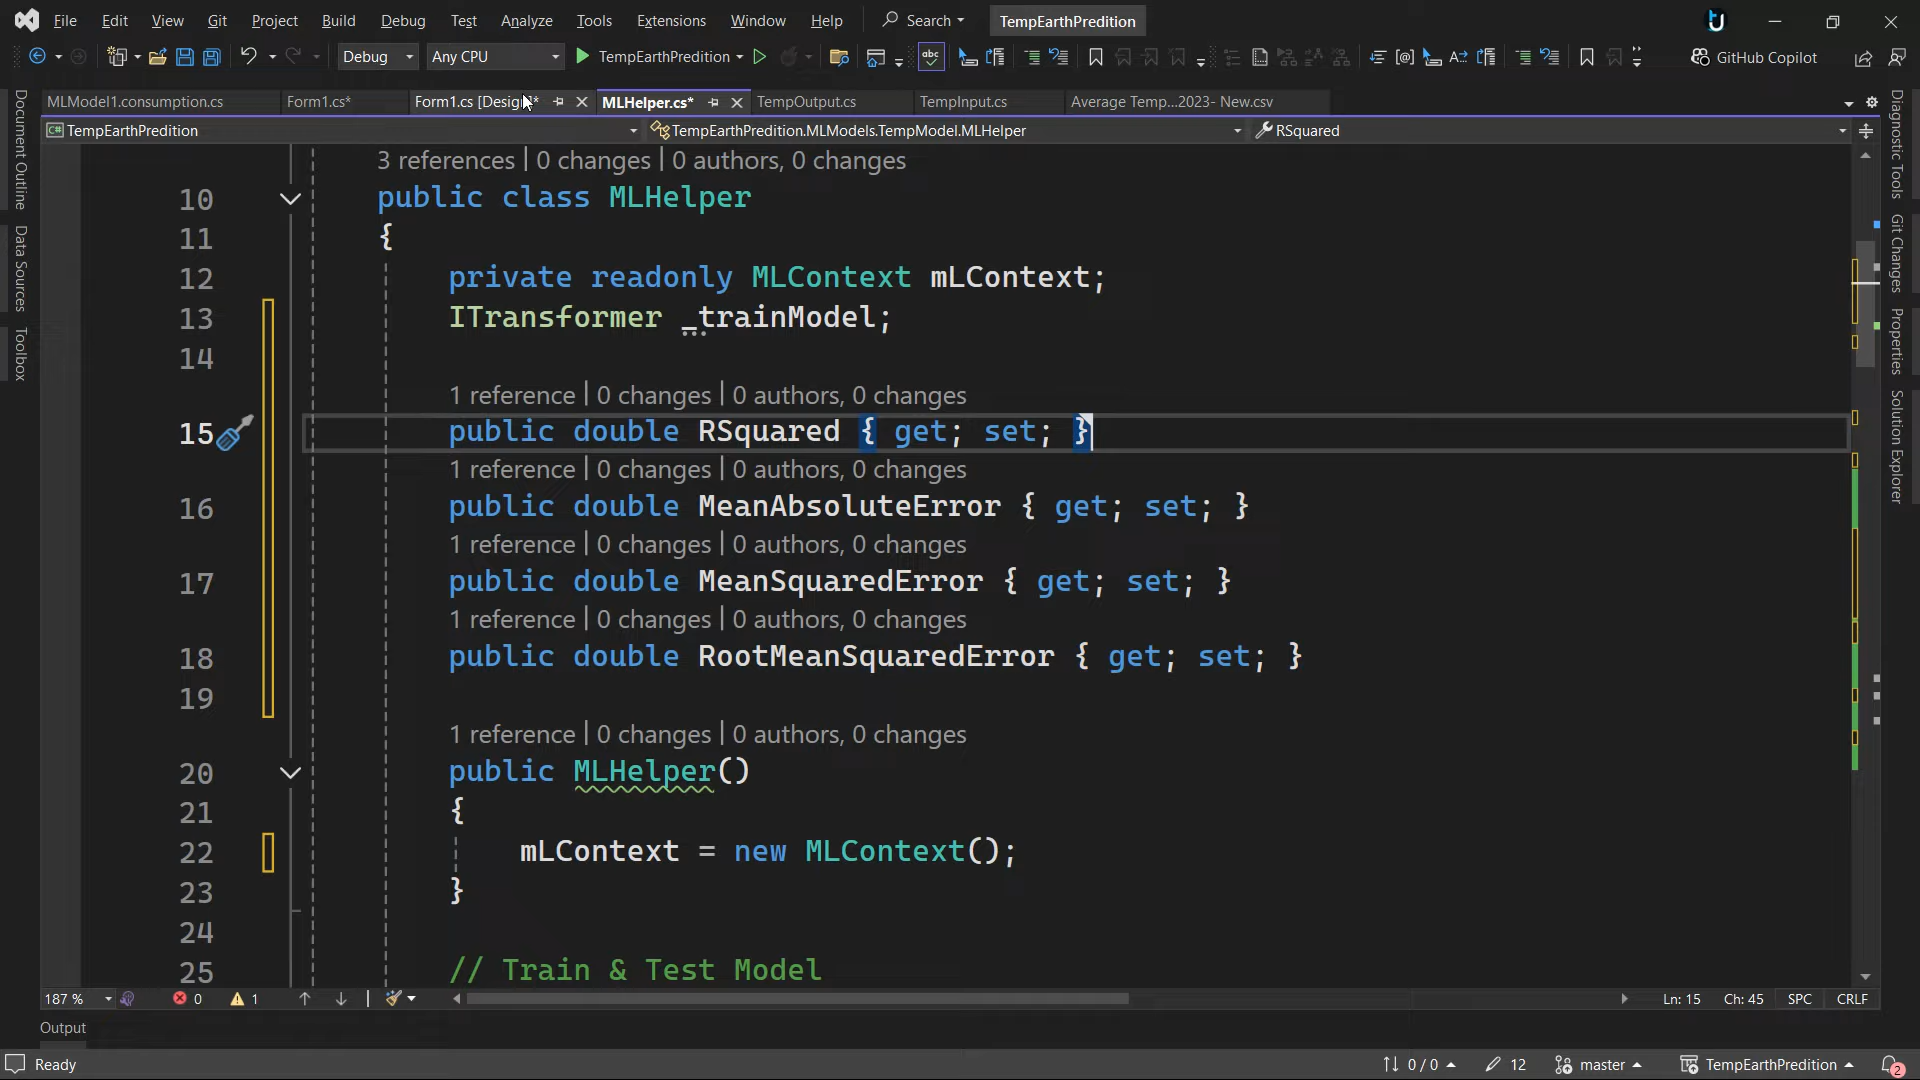 File Edit View Git Project Build Debug Test Analyze Tools Extensions Window Help Search TempEarthPredition
Debug Any CPU TempEarthPredition abc GitHub Copilot
MLModel1.consumption.cs Form1.cs* Form1.cs [Design]* MLHelper.cs* TempOutput.cs TempInput.cs Average Temp...2023- New.csv
C# TempEarthPredition TempEarthPredition.MLModels.TempModel.MLHelper RSquared
Document Outline
Data Sources
Toolbox
3 references | 0 changes | 0 authors, 0 changes
10 public class MLHelper
11 {
12 private readonly MLContext mLContext;
13 ITransformer _trainModel;
14
1 reference | 0 changes | 0 authors, 0 changes
15 public double RSquared { get; set; }
1 reference | 0 changes | 0 authors, 0 changes
16 public double MeanAbsoluteError { get; set; }
1 reference | 0 changes | 0 authors, 0 changes
17 public double MeanSquaredError { get; set; }
1 reference | 0 changes | 0 authors, 0 changes
18 public double RootMeanSquaredError { get; set; }
19
1 reference | 0 changes | 0 authors, 0 changes
20 public MLHelper()
21 {
22 mLContext = new MLContext();
23 }
24
25 // Train & Test Model
Diagnostic Tools
Git Changes
Properties
Solution Explorer
187 % 0 1 Ln: 15 Ch: 45 SPC CRLF
Output
Ready 0 / 0 12 master TempEarthPredition 2